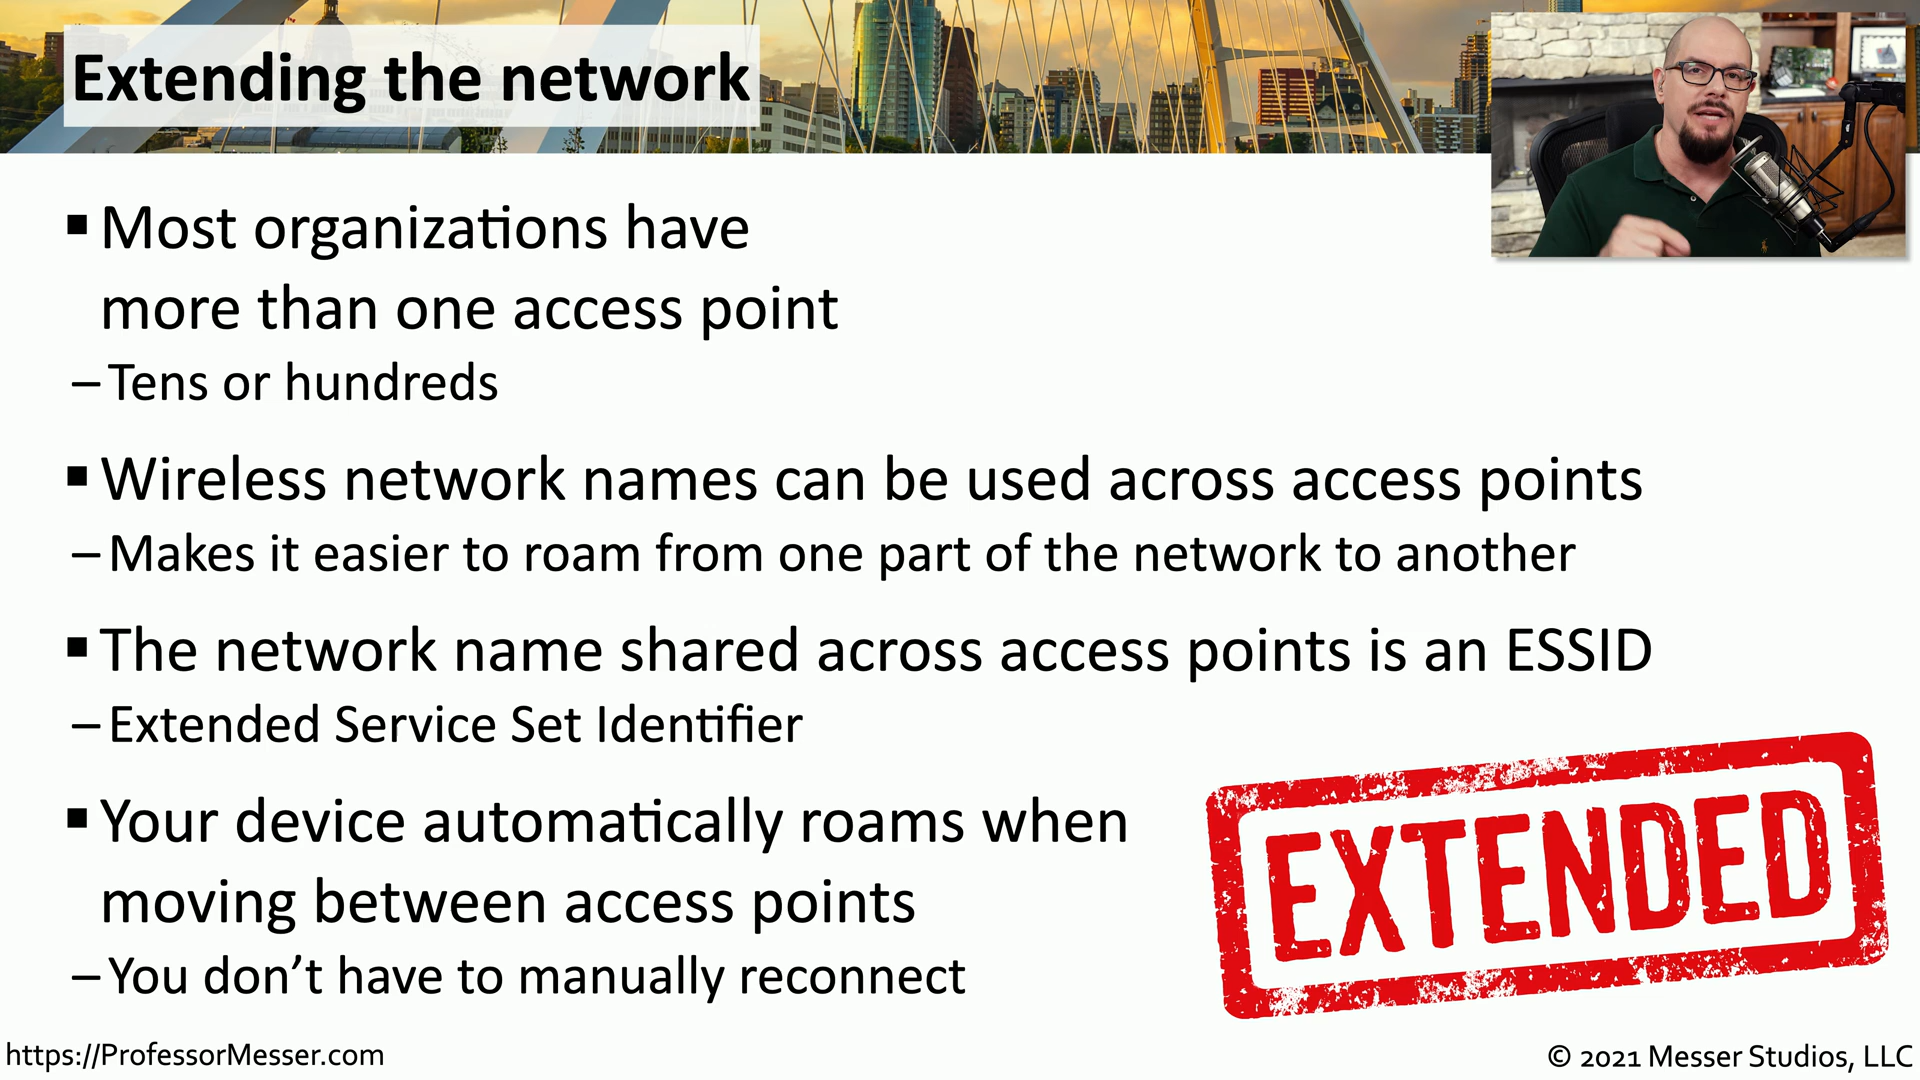 Extending the network
▪ Most organizations have
more than one access point
– Tens or hundreds
▪ Wireless network names can be used across access points
– Makes it easier to roam from one part of the network to another
▪ The network name shared across access points is an ESSID
– Extended Service Set Identifier
▪ Your device automatically roams when
moving between access points
– You don’t have to manually reconnect
EXTENDED
https://ProfessorMesser.com
© 2021 Messer Studios, LLC